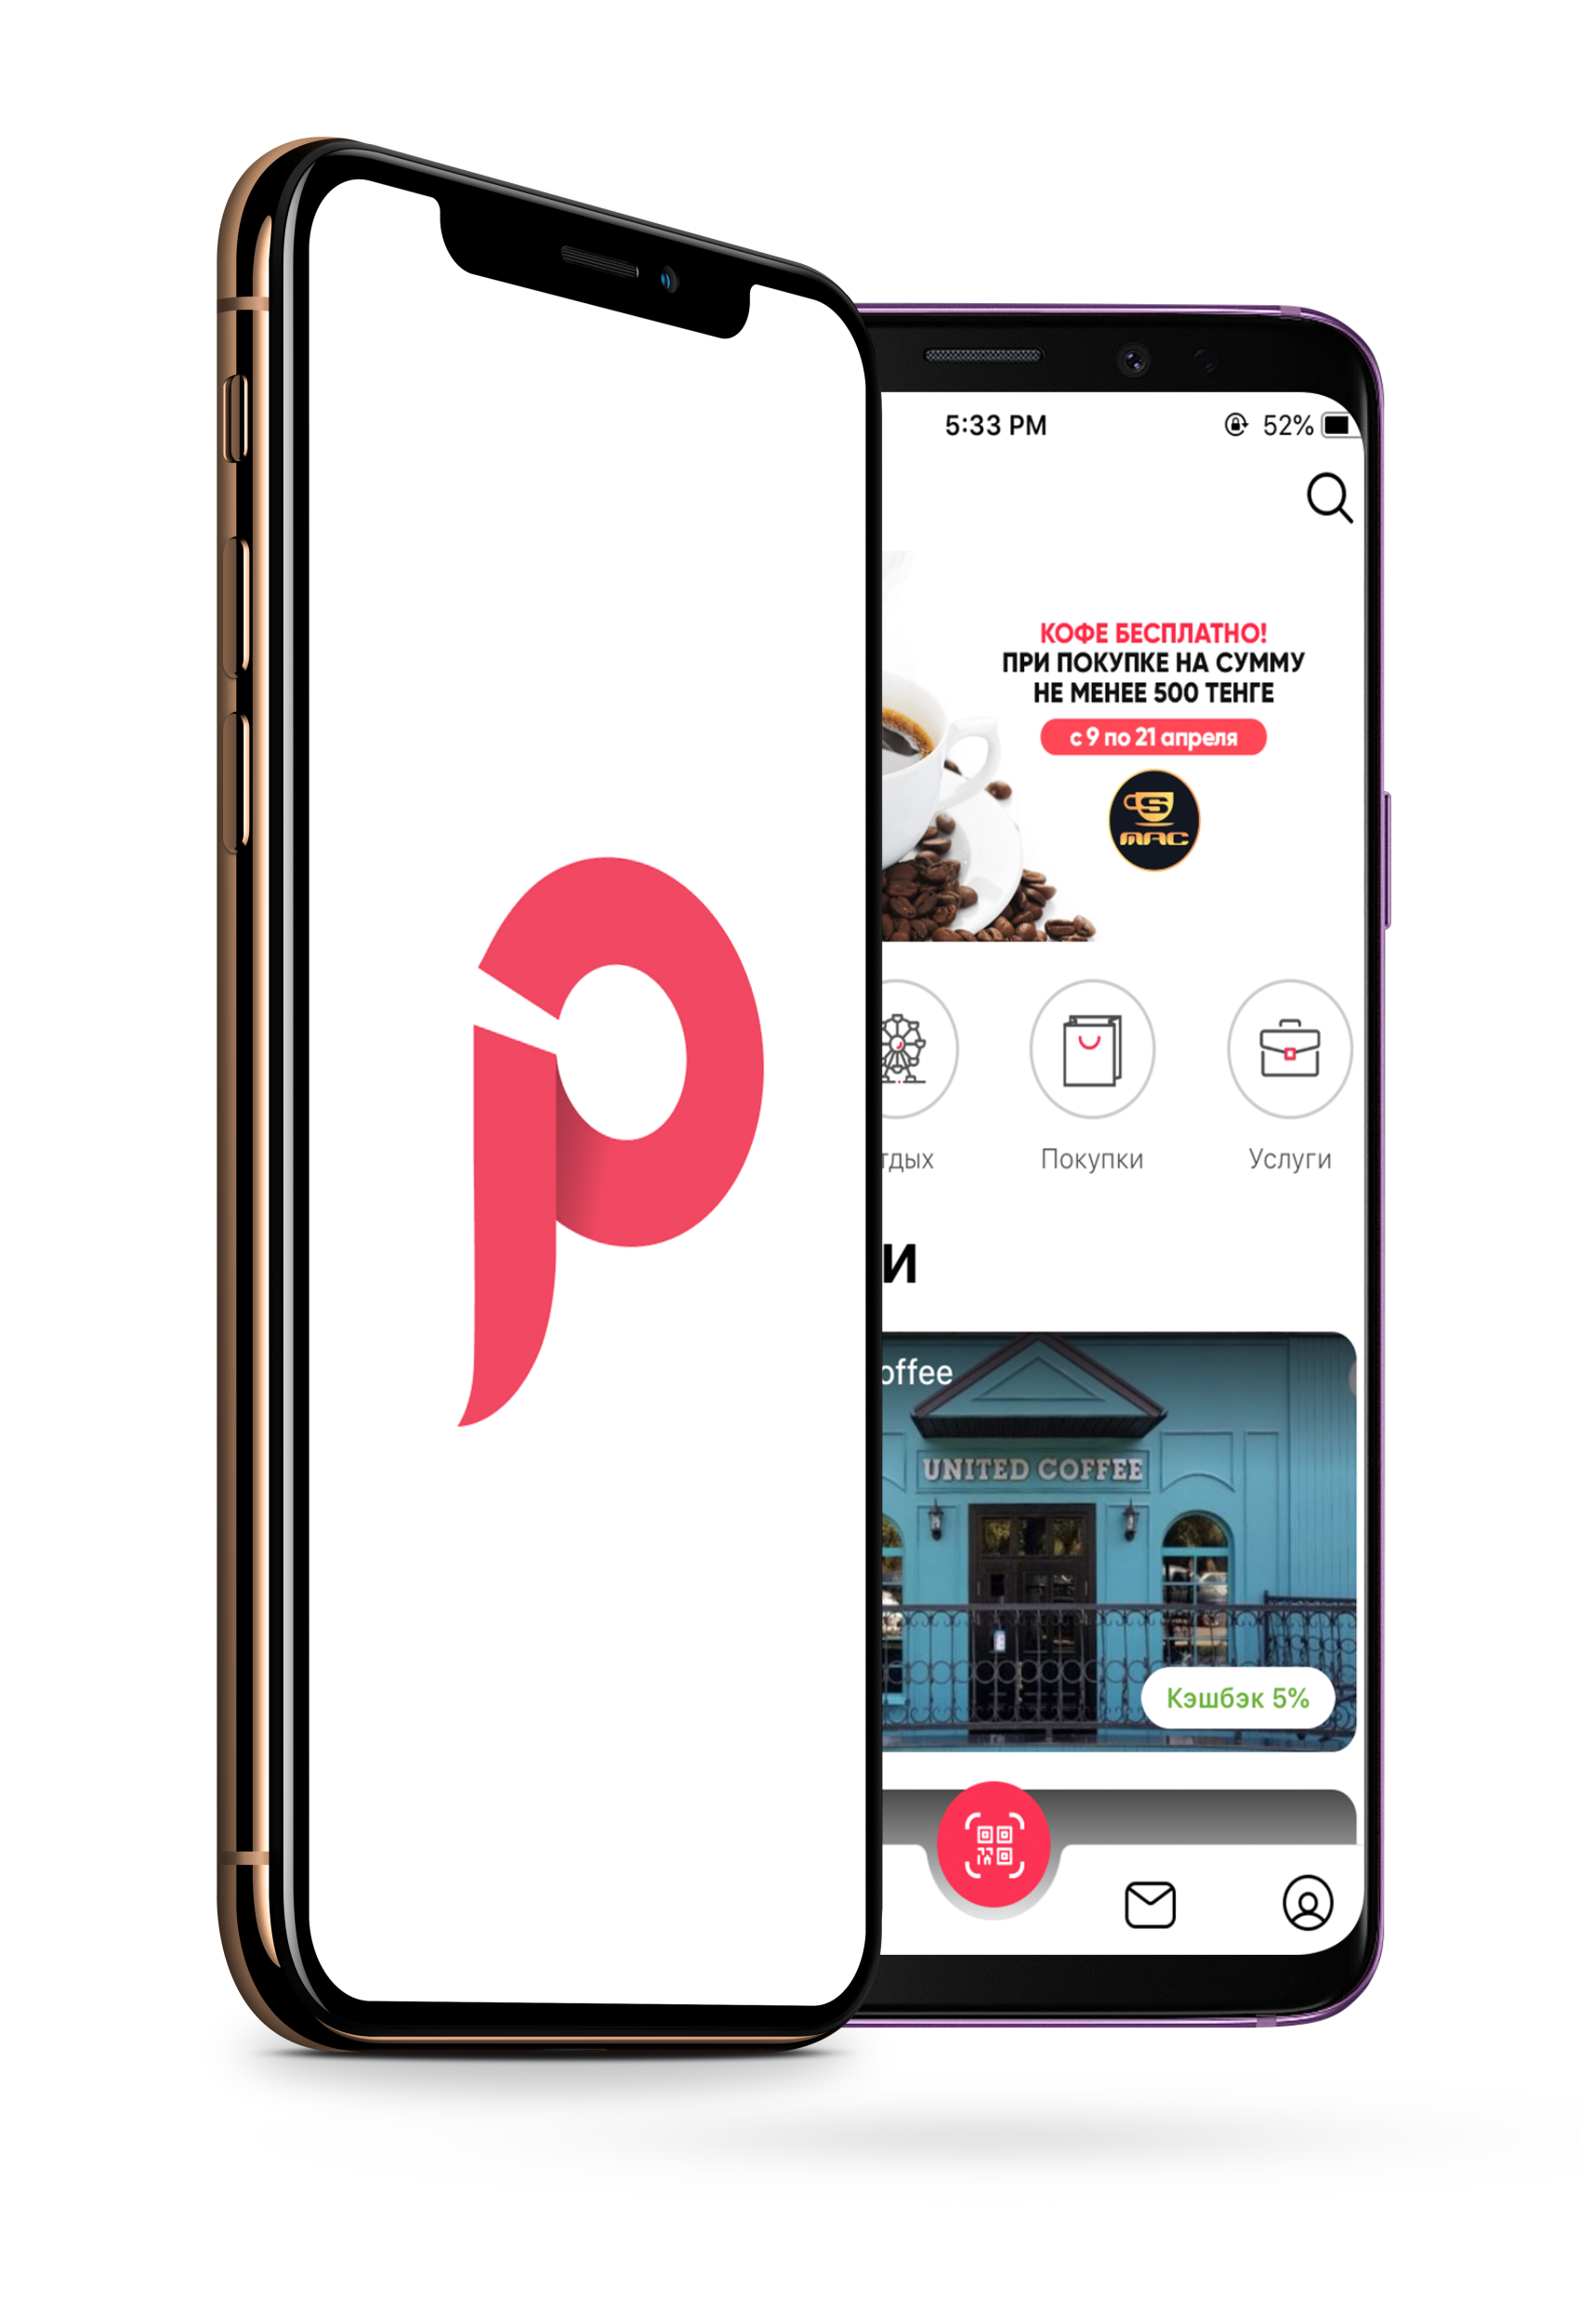 5:33 PM
52%
КОФЕ БЕСПЛАТНО!
ПРИ ПОКУПКЕ НА СУММУ
НЕ МЕНЕЕ 500 ТЕНГЕ
с 9 по 21 апреля
S
MAC
тдых
Покупки
Услуги
и
offee
UNITED COFFEE
Кэшбэк 5%